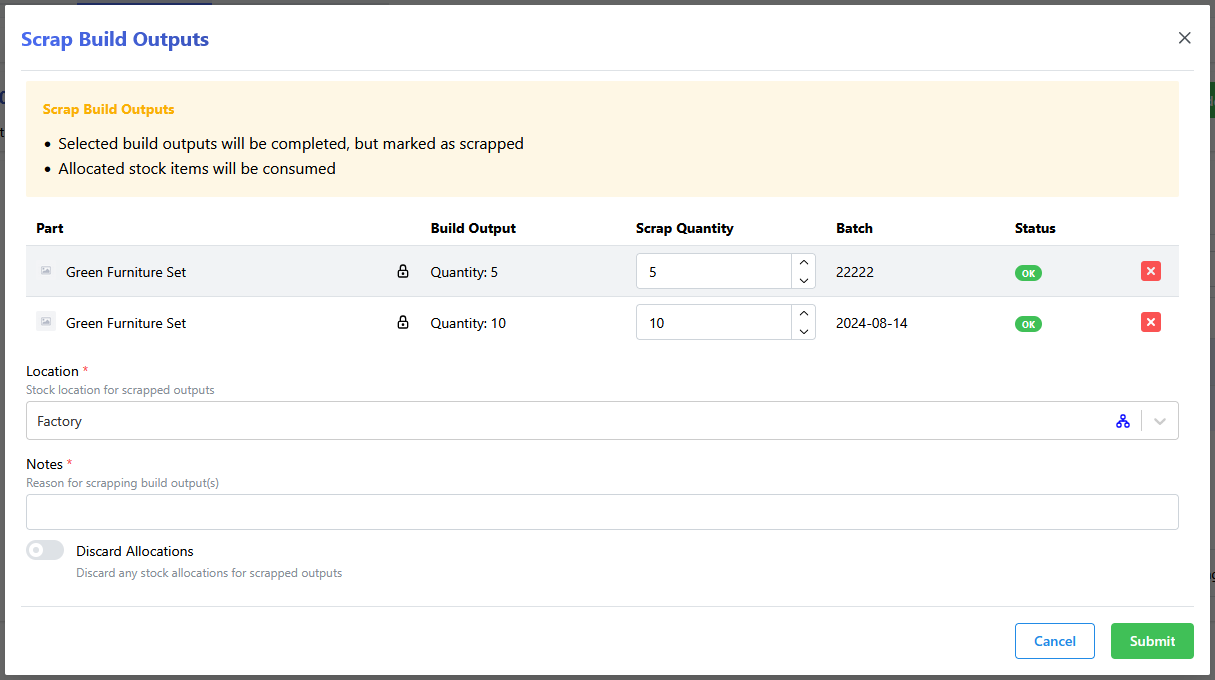 Scrap Build Outputs
Scrap Build Outputs
• Selected build outputs will be completed, but marked as scrapped
• Allocated stock items will be consumed
Part Build Output Scrap Quantity Batch Status
Green Furniture Set Quantity: 5 5 22222 OK
Green Furniture Set Quantity: 10 10 2024-08-14 OK
Location *
Stock location for scrapped outputs
Factory
Notes *
Reason for scrapping build output(s)
Discard Allocations
Discard any stock allocations for scrapped outputs
Cancel Submit